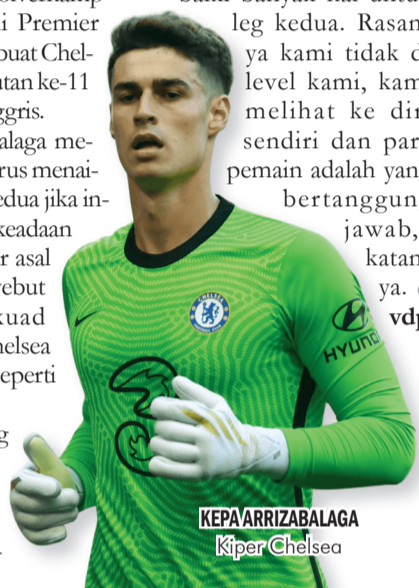 i Premier
buat Chel-
utan ke-11
ggris.
alaga me-
rus menai-
edua jika in-
keadaan
r asal
kuad
helsea
eperti
g
leg kedua. Rasan
ya kami tidak d
level kami, kam
melihat ke dir
sendiri dan par
pemain adalah yan
bertanggun
jawab,
katan
ya. (
vdp
CHELSEA
3
HYUNDAI
KEPA ARRIZABALAGA
Kiper Chelsea